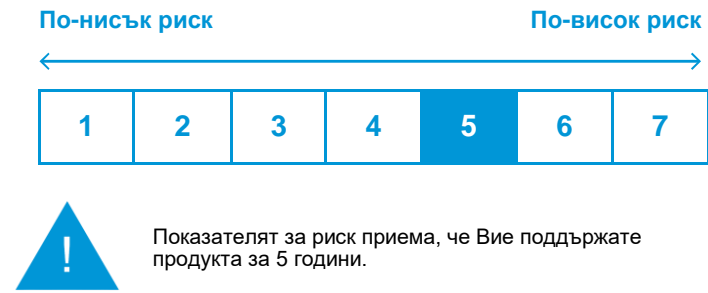 По-нисък риск По-висок риск
1 2 3 4 5 6 7
!
Показателят за риск приема, че Вие поддържате
продукта за 5 години.